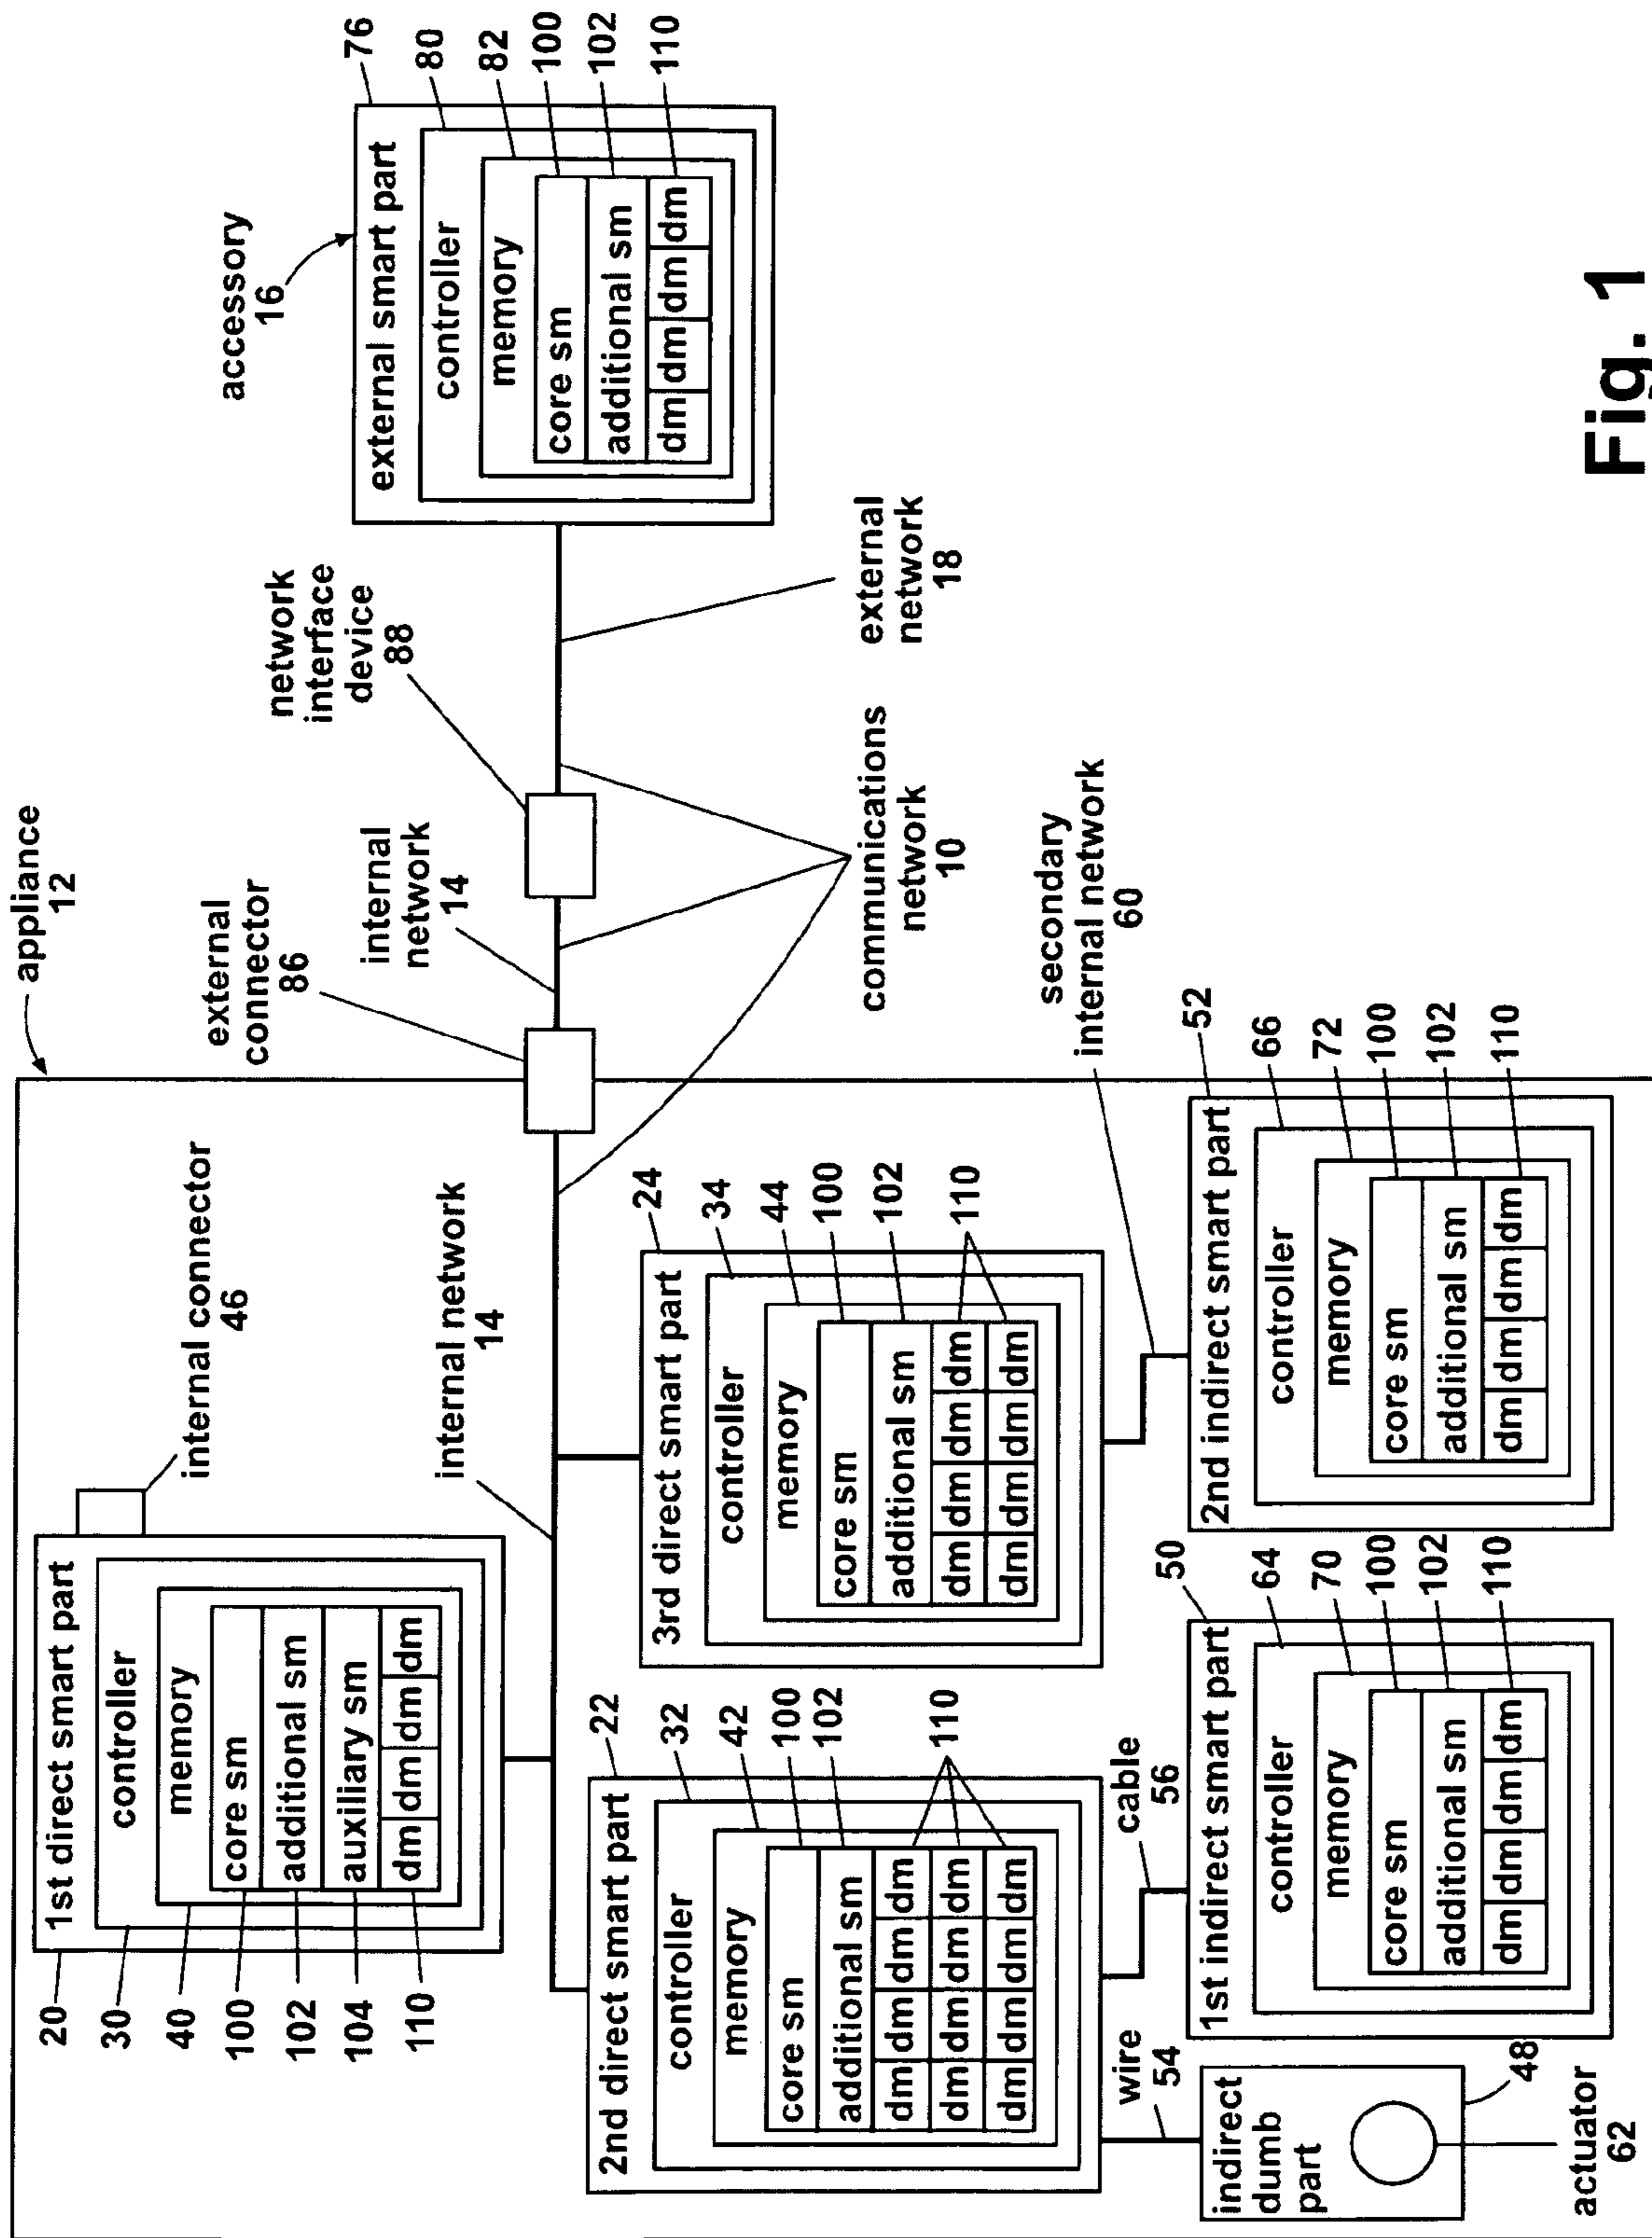 appliance
12
1st direct smart part
controller
memory
core sm
additional sm
auxiliary sm
dm dm dm dm
20
30
40
100
102
104
110
internal connector
46
external
connector
86
internal
network
14
network
interface
device
88
accessory
16
external smart part
controller
memory
core sm
additional sm
dm dm dm dm
76
80
82
100
102
110
internal network
14
communications
network
10
external
network
18
2nd direct smart part
controller
memory
core sm
additional sm
dm dm dm dm
dm dm dm dm
dm dm dm dm
22
32
42
100
102
110
3rd direct smart part
controller
memory
core sm
additional sm
dm dm dm dm
dm dm dm dm
24
34
44
100
102
110
secondary
internal network
60
wire
54
cable
56
indirect
dumb
part
48
actuator
62
1st indirect smart part
controller
memory
core sm
additional sm
dm dm dm dm
50
64
70
100
102
110
2nd indirect smart part
controller
memory
core sm
additional sm
dm dm dm dm
52
66
72
100
102
110
Fig. 1